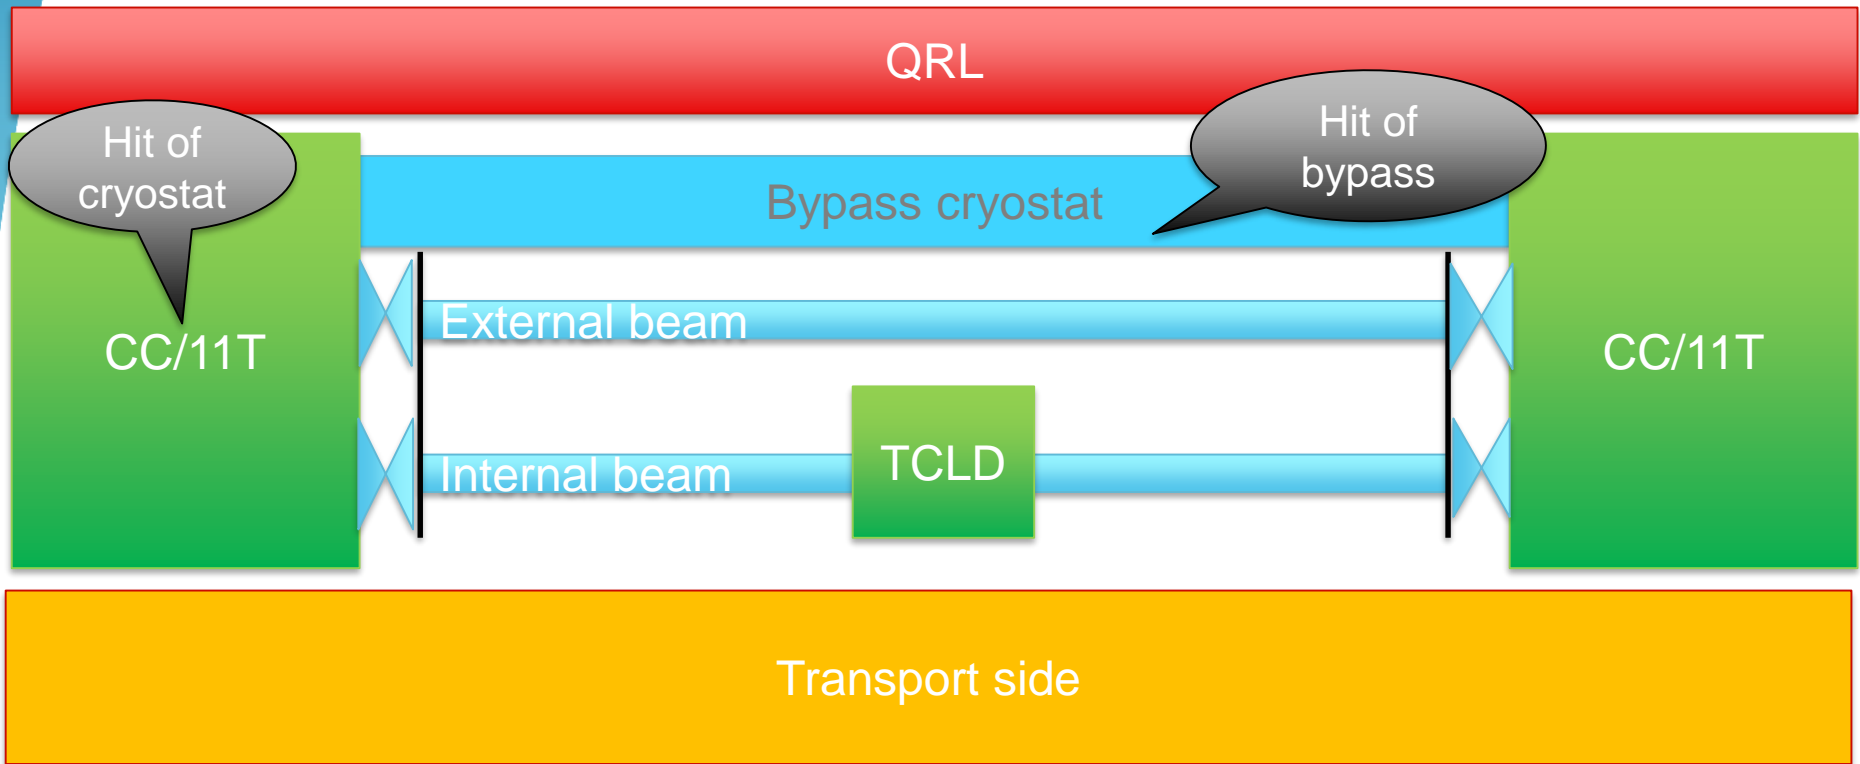 QRL
Hit of
cryostat
Hit of
bypass
Bypass cryostat
External beam
CC/11T
CC/11T
TCLD
Internal beam
Transport side